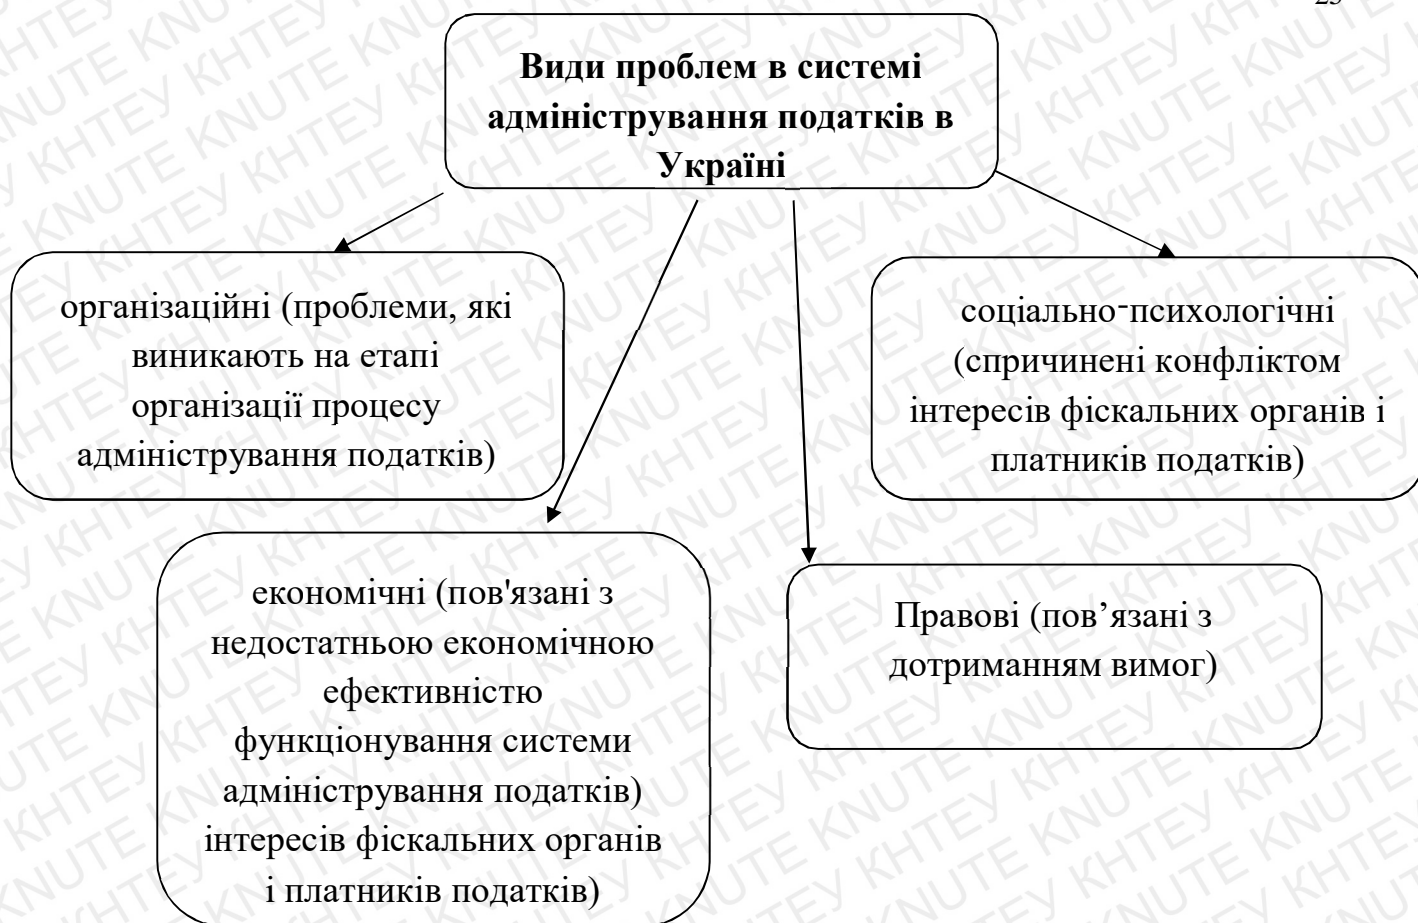 Види проблем в системі
адміністрування податків в
Україні
організаційні (проблеми, які
виникають на етапі
організації процесу
адміністрування податків)
соціально-психологічні
(спричинені конфліктом
інтересів фіскальних органів і
платників податків)
економічні (пов'язані з
недостатньою економічною
ефективністю
функціонування системи
адміністрування податків)
інтересів фіскальних органів
і платників податків)
Правові (пов’язані з
дотриманням вимог)